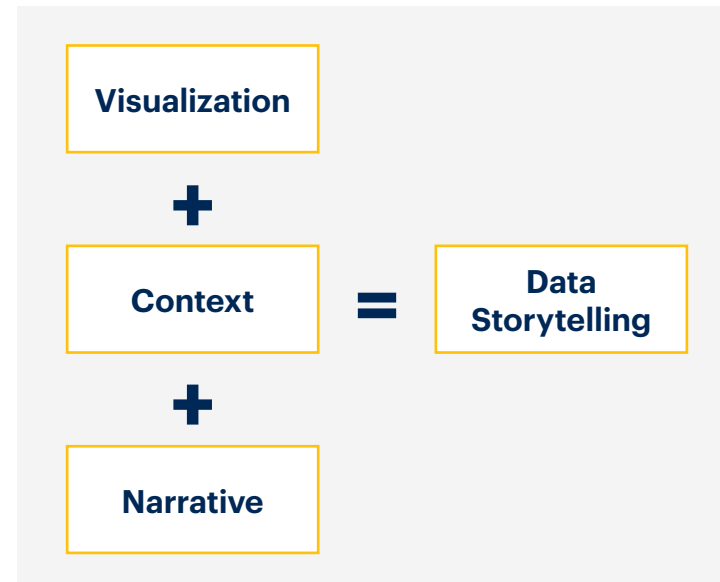 Visualization
+
Context
=
Data
Storytelling
+
Narrative